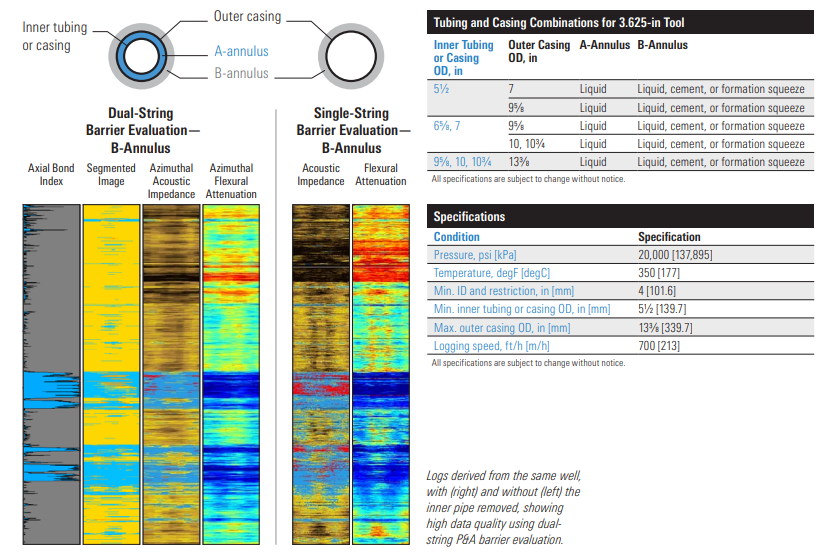 Inner tubing
or casing
Outer casing
A-annulus
B-annulus
Dual-String
Barrier Evaluation—
B-Annulus
Single-String
Barrier Evaluation—
B-Annulus
Axial Bond
Index
Segmented
Image
Azimuthal
Acoustic
Impedance
Azimuthal
Flexural
Attenuation
Acoustic
Impedance
Flexural
Attenuation
Tubing and Casing Combinations for 3.625-in Tool
Inner Tubing
or Casing
OD, in
Outer Casing
OD, in
A-Annulus
B-Annulus
5½ 7 Liquid Liquid, cement, or formation squeeze
9⅝ Liquid Liquid, cement, or formation squeeze
6⅝, 7 9⅝ Liquid Liquid, cement, or formation squeeze
10, 10¾ Liquid Liquid, cement, or formation squeeze
9⅝, 10, 10¾ 13⅜ Liquid Liquid, cement, or formation squeeze
All specifications are subject to change without notice.
Specifications
Condition Specification
Pressure, psi [kPa] 20,000 [137,895]
Temperature, degF [degC] 350 [177]
Min. ID and restriction, in [mm] 4 [101.6]
Min. inner tubing or casing OD, in [mm] 5½ [139.7]
Max. outer casing OD, in [mm] 13⅜ [339.7]
Logging speed, ft/h [m/h] 700 [213]
All specifications are subject to change without notice.
Logs derived from the same well,
with (right) and without (left) the
inner pipe removed, showing
high data quality using dual-
string P&A barrier evaluation.